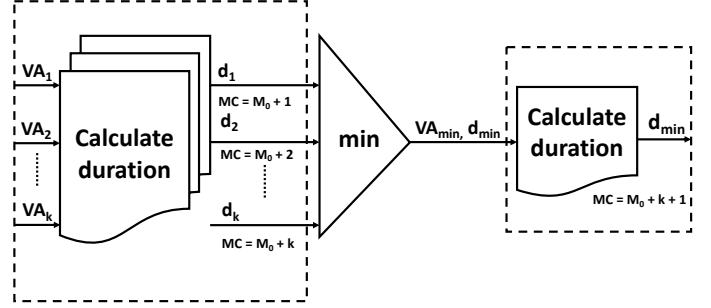 VA1
VA2
VAk
Calculate
duration
d1
MC = M0 + 1
d2
MC = M0 + 2
dk
MC = M0 + k
min
VAmin, dmin
Calculate
duration
dmin
MC = M0 + k + 1